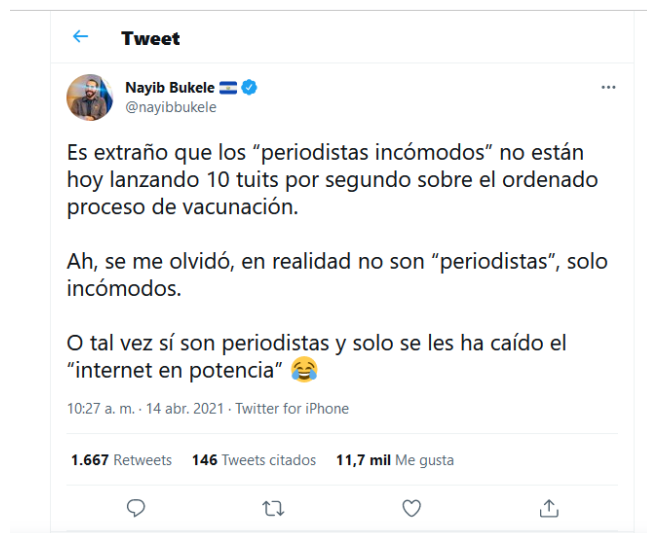 Tweet
Nayib Bukele 🇸🇻
@nayibbukele
Es extraño que los “periodistas incómodos” no están
hoy lanzando 10 tuits por segundo sobre el ordenado
proceso de vacunación.
Ah, se me olvidó, en realidad no son “periodistas”, solo
incómodos.
O tal vez sí son periodistas y solo se les ha caído el
“internet en potencia” 😂
10:27 a. m. · 14 abr. 2021 · Twitter for iPhone
1.667 Retweets 146 Tweets citados 11,7 mil Me gusta